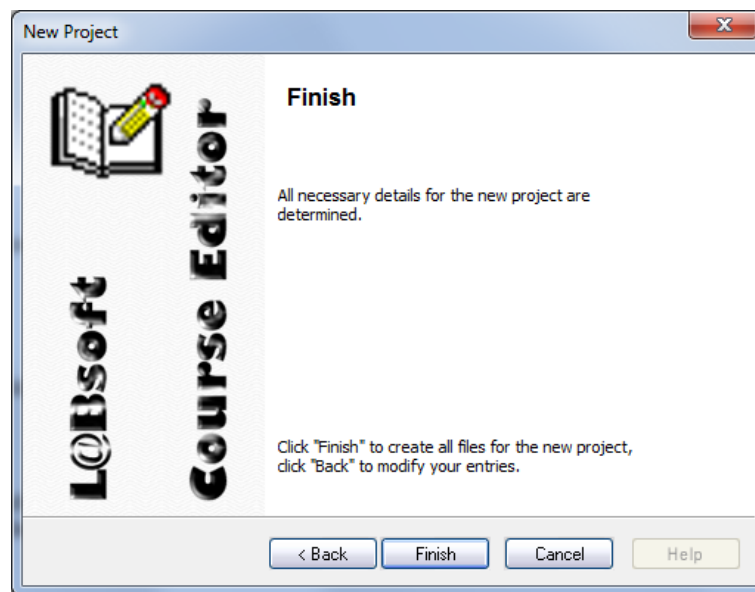 New Project
L@Bsoft
Course Editor
Finish
All necessary details for the new project are
determined.
Click "Finish" to create all files for the new project,
click "Back" to modify your entries.
< Back
Finish
Cancel
Help